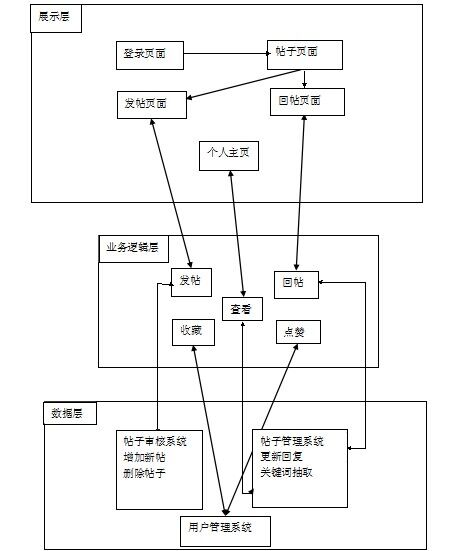 展示层
登录页面
帖子页面
发帖页面
回帖页面
个人主页
业务逻辑层
发帖
回帖
查看
收藏
点赞
数据层
帖子审核系统
增加新帖
删除帖子
帖子管理系统
更新回复
关键词抽取
用户管理系统